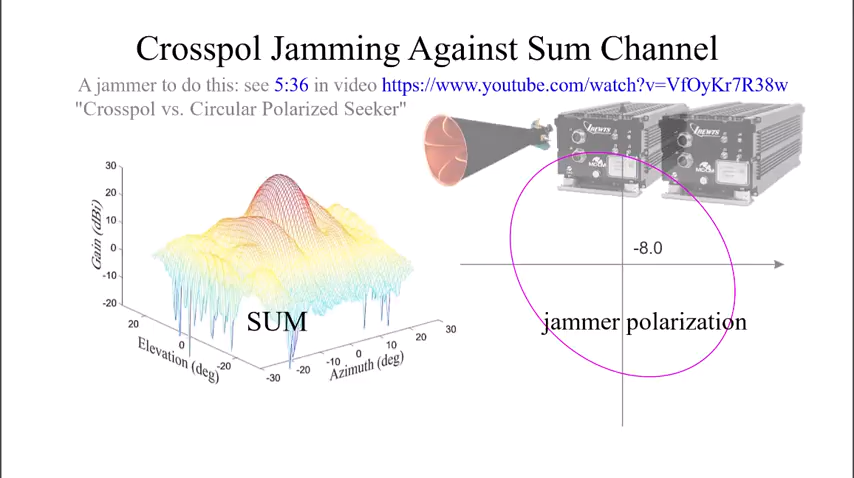 Crosspol Jamming Against Sum Channel
A jammer to do this: see 5:36 in video https://www.youtube.com/watch?v=VfOyKr7R38w
"Crosspol vs. Circular Polarized Seeker"
30
20
10
0
-10
-20
Gain (dBi)
20
0
-20
Elevation (deg)
-30
-20
-10
0
10
20
30
Azimuth (deg)
SUM
-8.0
jammer polarization